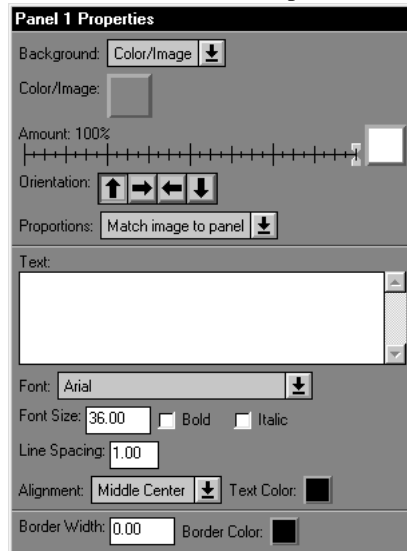 Panel 1 Properties
Background: Color/Image
Color/Image:
Amount: 100%
Orientation:
Proportions: Match image to panel
Text:
Font: Arial
Font Size: 36.00 Bold Italic
Line Spacing: 1.00
Alignment: Middle Center Text Color:
Border Width: 0.00 Border Color: